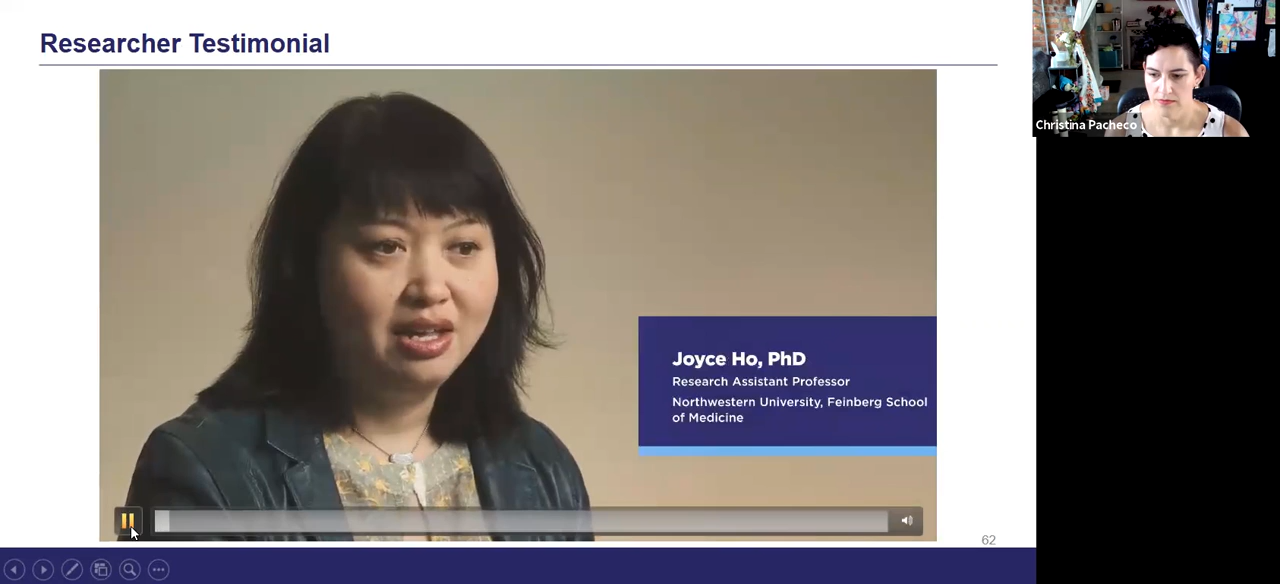 Researcher Testimonial
Christina Pacheco
Joyce Ho, PhD
Research Assistant Professor
Northwestern University, Feinberg School
of Medicine
62